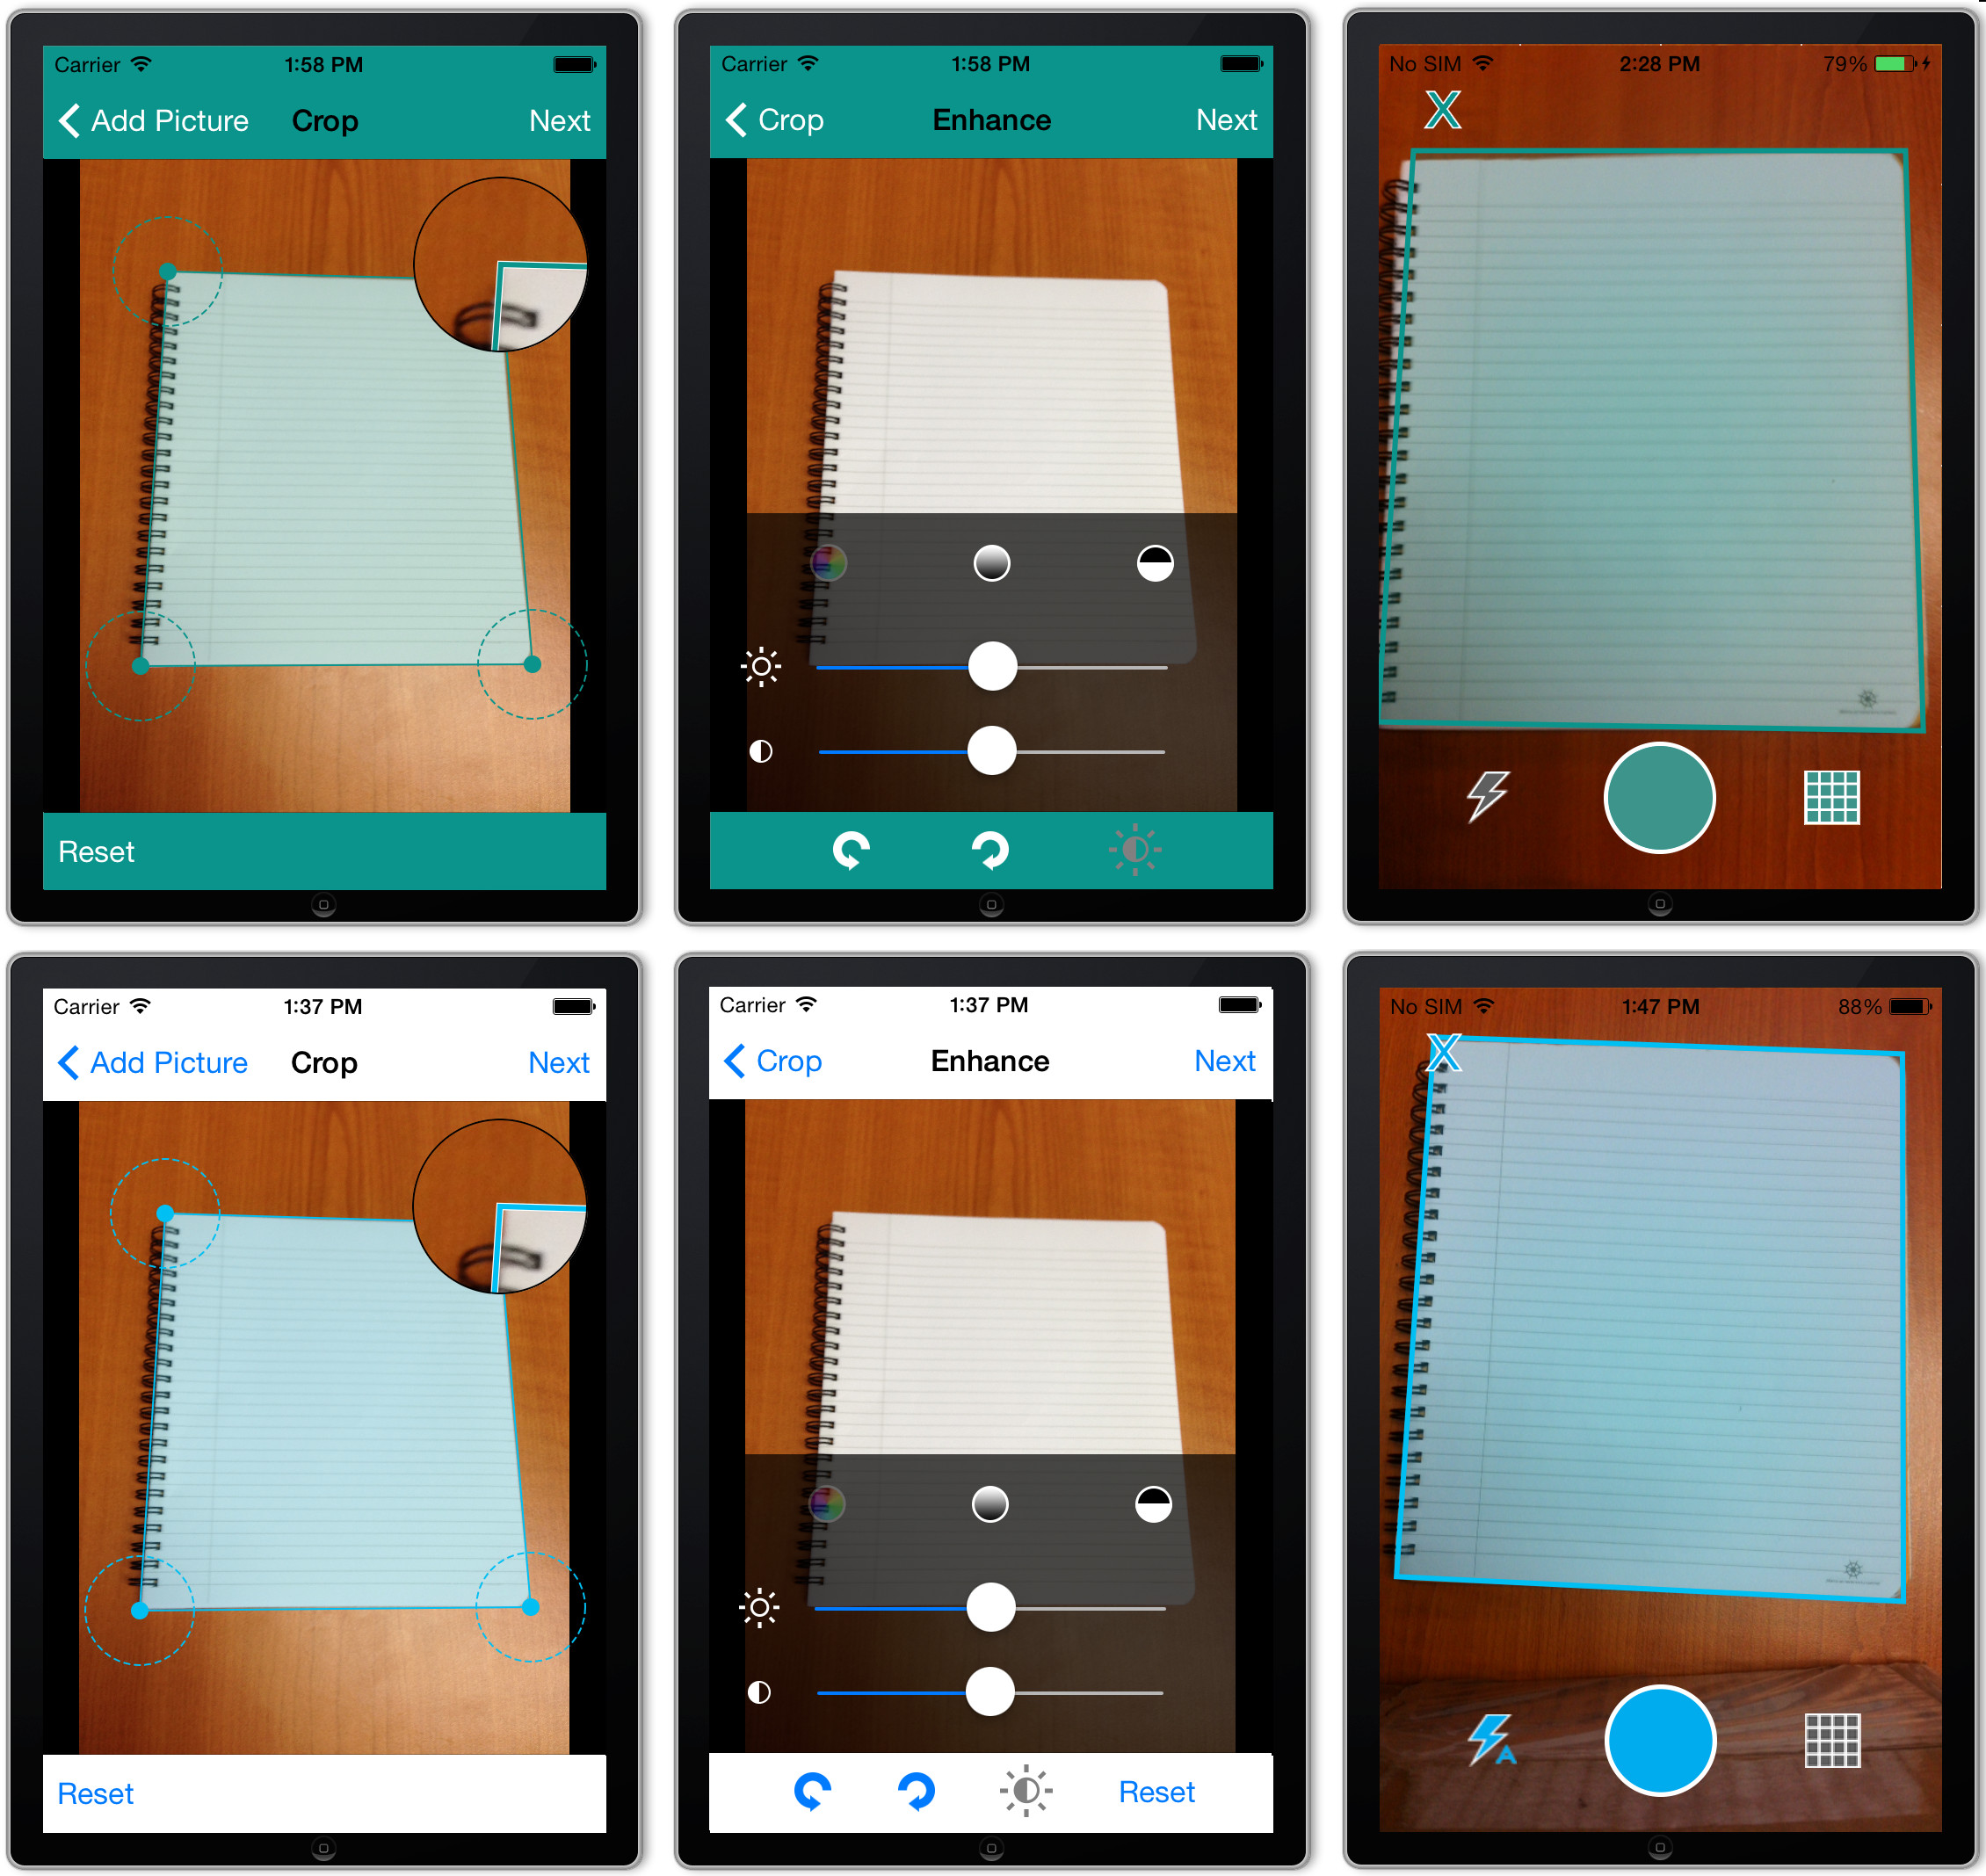 Carrier 1:58 PM
Add Picture Crop Next
Reset
Carrier 1:58 PM
Crop Enhance Next
No SIM 2:28 PM 79%
X
Carrier 1:37 PM
Add Picture Crop Next
Reset
Carrier 1:37 PM
Crop Enhance Next
Reset
No SIM 1:47 PM 88%
X
A